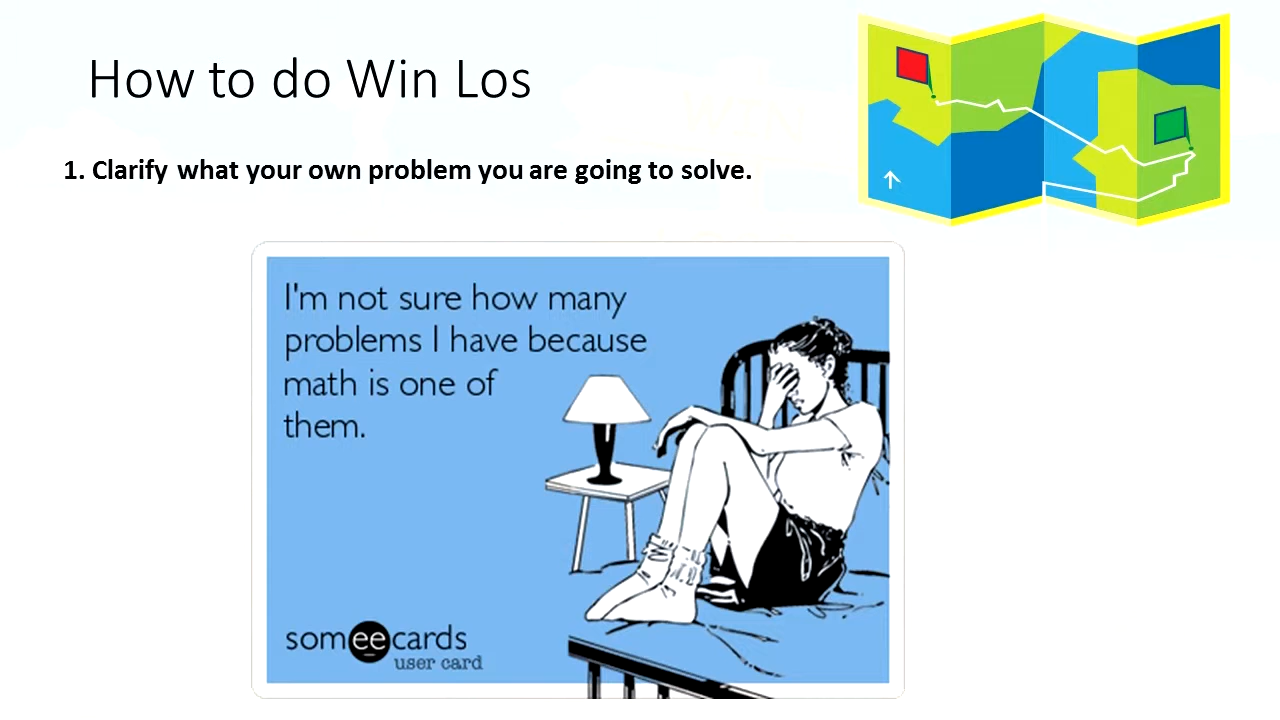 How to do Win Los
1. Clarify what your own problem you are going to solve.
I'm not sure how many
problems I have because
math is one of
them.
someecards
user card